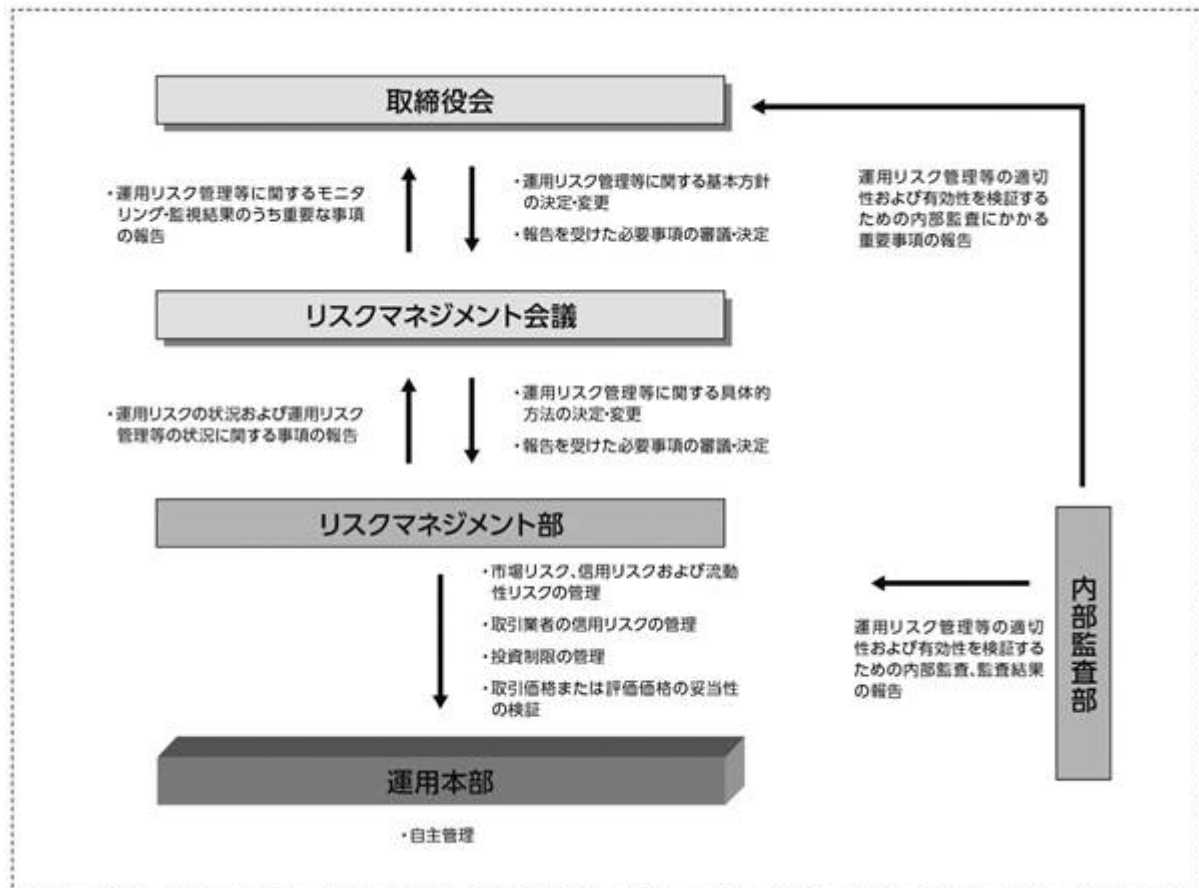 取締役会
・運用リスク管理等に関するモニタ
リング・監視結果のうち重要な事項
の報告
・運用リスク管理等に関する基本方針
の決定・変更
・報告を受けた必要事項の審議・決定
運用リスク管理等の適切
性および有効性を検証する
ための内部監査にかかる
重要事項の報告
リスクマネジメント会議
・運用リスクの状況および運用リスク
管理等の状況に関する事項の報告
・運用リスク管理等に関する具体的
方法の決定・変更
・報告を受けた必要事項の審議・決定
リスクマネジメント部
・市場リスク、信用リスクおよび流動
性リスクの管理
・取引業者の信用リスクの管理
・投資制限の管理
・取引価格または評価価格の妥当性
の検証
運用リスク管理等の適切
性および有効性を検証する
ための内部監査、監査結果
の報告
内部監査部
運用本部
・自主管理